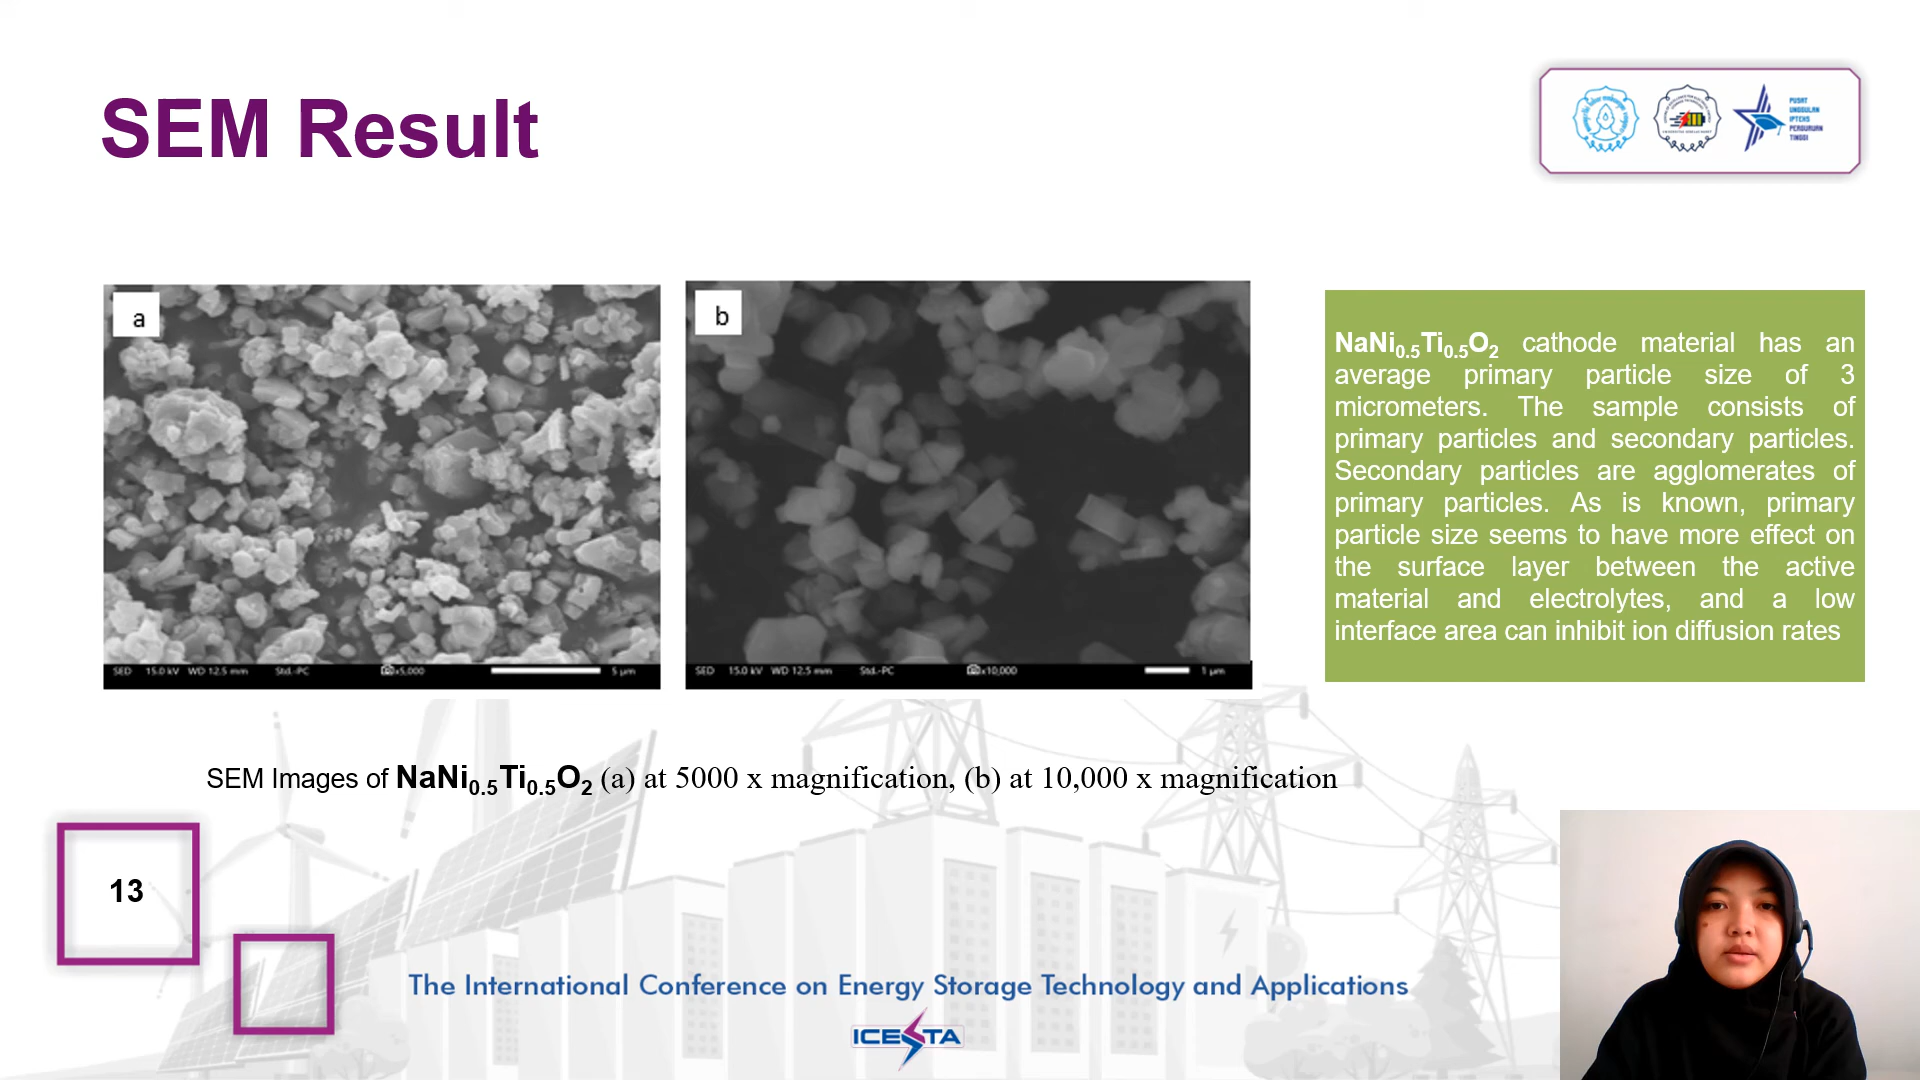 SEM Result
PUSAT
UNGGULAN
IPTEKS
PERGURUAN
TINGGI
a
b
SED 15.0 kV WD 12.5 mm Std.-PC x5,000 5 µm
SED 15.0 kV WD 12.5 mm Std.-PC x10,000 1 µm
NaNi0.5Ti0.5O2 cathode material has an
average primary particle size of 3
micrometers. The sample consists of
primary particles and secondary particles.
Secondary particles are agglomerates of
primary particles. As is known, primary
particle size seems to have more effect on
the surface layer between the active
material and electrolytes, and a low
interface area can inhibit ion diffusion rates
SEM Images of NaNi0.5Ti0.5O2 (a) at 5000 x magnification, (b) at 10,000 x magnification
13
The International Conference on Energy Storage Technology and Applications
ICESTA